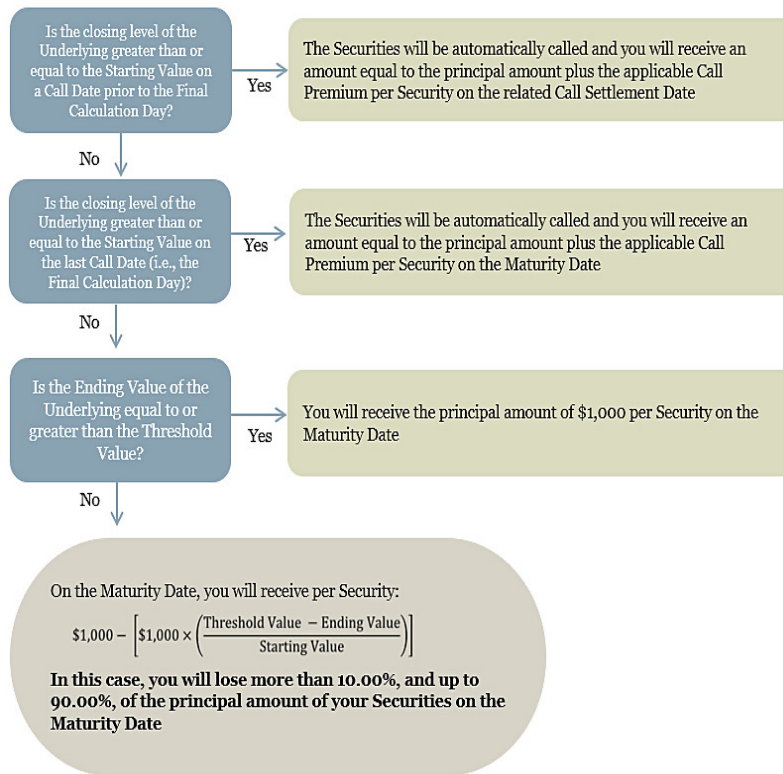 Is the closing level of the
Underlying greater than or
equal to the Starting Value on
a Call Date prior to the Final
Calculation Day?
Yes
The Securities will be automatically called and you will receive an
amount equal to the principal amount plus the applicable Call
Premium per Security on the related Call Settlement Date
No
Is the closing level of the
Underlying greater than or
equal to the Starting Value on
the last Call Date (i.e., the
Final Calculation Day)?
Yes
The Securities will be automatically called and you will receive an
amount equal to the principal amount plus the applicable Call
Premium per Security on the Maturity Date
No
Is the Ending Value of the
Underlying equal to or
greater than the Threshold
Value?
Yes
You will receive the principal amount of $1,000 per Security on the
Maturity Date
No
On the Maturity Date, you will receive per Security:
$1,000 − [$1,000 × (Threshold Value − Ending Value
Starting Value)]
In this case, you will lose more than 10.00%, and up to
90.00%, of the principal amount of your Securities on the
Maturity Date